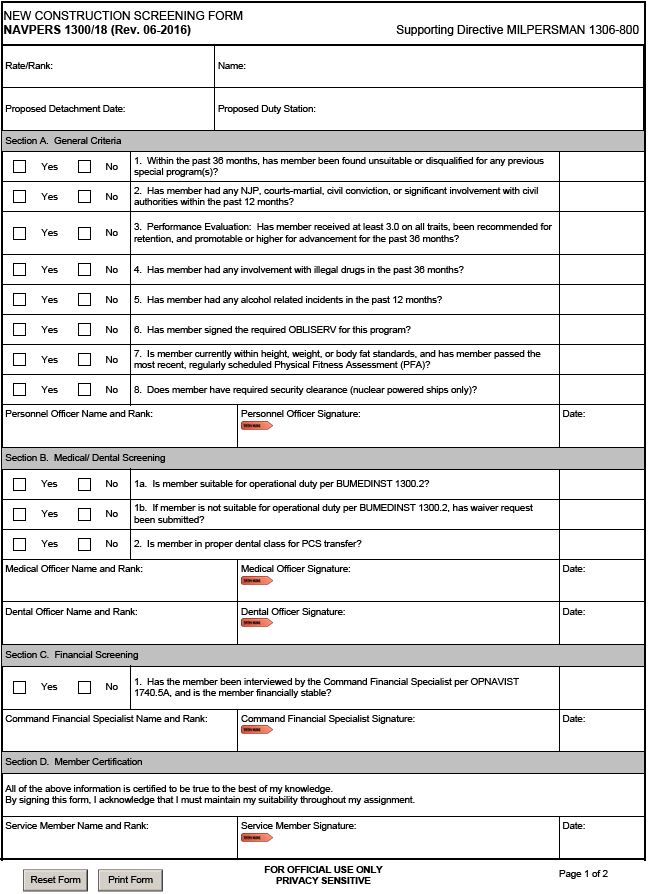 NEW CONSTRUCTION SCREENING FORM
NAVPERS 1300/18 (Rev. 06-2016) Supporting Directive MILPERSMAN 1306-800
Rate/Rank: Name:
Proposed Detachment Date: Proposed Duty Station:
Section A. General Criteria
Yes No 1. Within the past 36 months, has member been found unsuitable or disqualified for any previous
special program(s)?
Yes No 2. Has member had any NJP, courts-martial, civil conviction, or significant involvement with civil
authorities within the past 12 months?
Yes No 3. Performance Evaluation: Has member received at least 3.0 on all traits, been recommended for
retention, and promotable or higher for advancement for the past 36 months?
Yes No 4. Has member had any involvement with illegal drugs in the past 36 months?
Yes No 5. Has member had any alcohol related incidents in the past 12 months?
Yes No 6. Has member signed the required OBLISERV for this program?
Yes No 7. Is member currently within height, weight, or body fat standards, and has member passed the
most recent, regularly scheduled Physical Fitness Assessment (PFA)?
Yes No 8. Does member have required security clearance (nuclear powered ships only)?
Personnel Officer Name and Rank: Personnel Officer Signature: Date:
Section B. Medical/ Dental Screening
Yes No 1a. Is member suitable for operational duty per BUMEDINST 1300.2?
Yes No 1b. If member is not suitable for operational duty per BUMEDINST 1300.2, has waiver request
been submitted?
Yes No 2. Is member in proper dental class for PCS transfer?
Medical Officer Name and Rank: Medical Officer Signature: Date:
Dental Officer Name and Rank: Dental Officer Signature: Date:
Section C. Financial Screening
Yes No 1. Has the member been interviewed by the Command Financial Specialist per OPNAVIST
1740.5A, and is the member financially stable?
Command Financial Specialist Name and Rank: Command Financial Specialist Signature: Date:
Section D. Member Certification
All of the above information is certified to be true to the best of my knowledge.
By signing this form, I acknowledge that I must maintain my suitability throughout my assignment.
Service Member Name and Rank: Service Member Signature: Date:
Reset Form Print Form FOR OFFICIAL USE ONLY Page 1 of 2
PRIVACY SENSITIVE